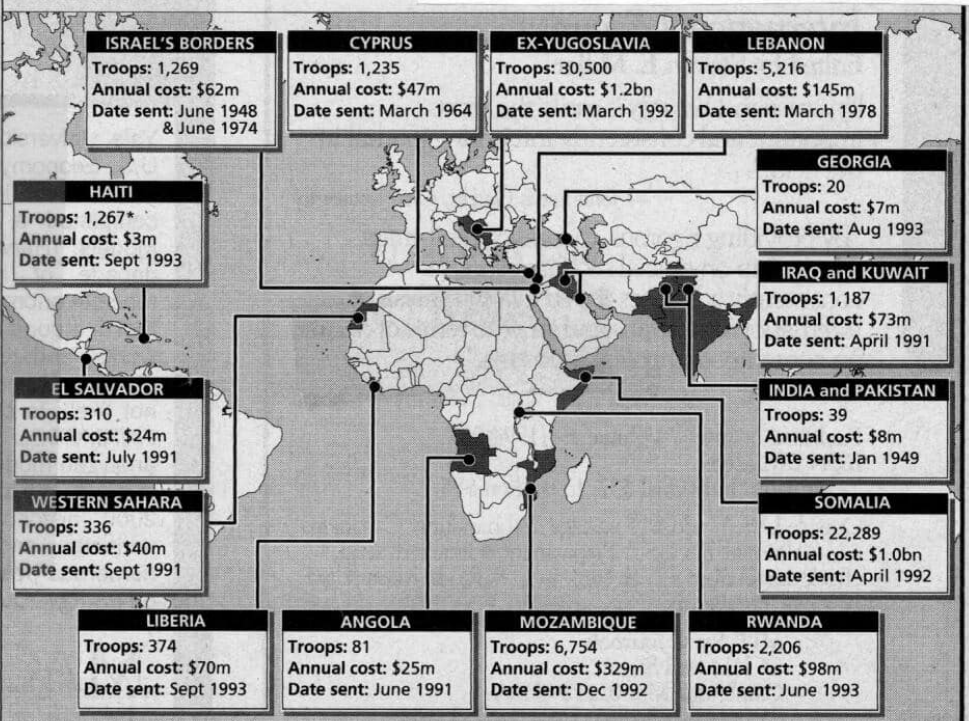 ISRAEL'S BORDERS
Troops: 1,269
Annual cost: $62m
Date sent: June 1948
& June 1974
CYPRUS
Troops: 1,235
Annual cost: $47m
Date sent: March 1964
EX-YUGOSLAVIA
Troops: 30,500
Annual cost: $1.2bn
Date sent: March 1992
LEBANON
Troops: 5,216
Annual cost: $145m
Date sent: March 1978
GEORGIA
Troops: 20
Annual cost: $7m
Date sent: Aug 1993
HAITI
Troops: 1,267*
Annual cost: $3m
Date sent: Sept 1993
IRAQ and KUWAIT
Troops: 1,187
Annual cost: $73m
Date sent: April 1991
EL SALVADOR
Troops: 310
Annual cost: $24m
Date sent: July 1991
INDIA and PAKISTAN
Troops: 39
Annual cost: $8m
Date sent: Jan 1949
WESTERN SAHARA
Troops: 336
Annual cost: $40m
Date sent: Sept 1991
SOMALIA
Troops: 22,289
Annual cost: $1.0bn
Date sent: April 1992
LIBERIA
Troops: 374
Annual cost: $70m
Date sent: Sept 1993
ANGOLA
Troops: 81
Annual cost: $25m
Date sent: June 1991
MOZAMBIQUE
Troops: 6,754
Annual cost: $329m
Date sent: Dec 1992
RWANDA
Troops: 2,206
Annual cost: $98m
Date sent: June 1993